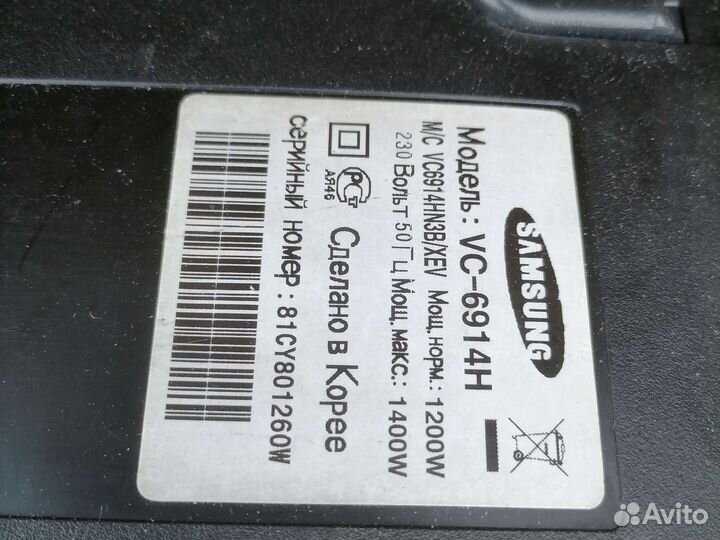 SAMSUNG
Модель : VC-6914H
M/C VC6914HN3B/XEV Мощ.норм.: 1200W
230 Вольт 50 Гц Мощ.макс.: 1400W
РСТ
АЯ46
Сделано в Корее
серийный номер : 81CY801260W
Avito